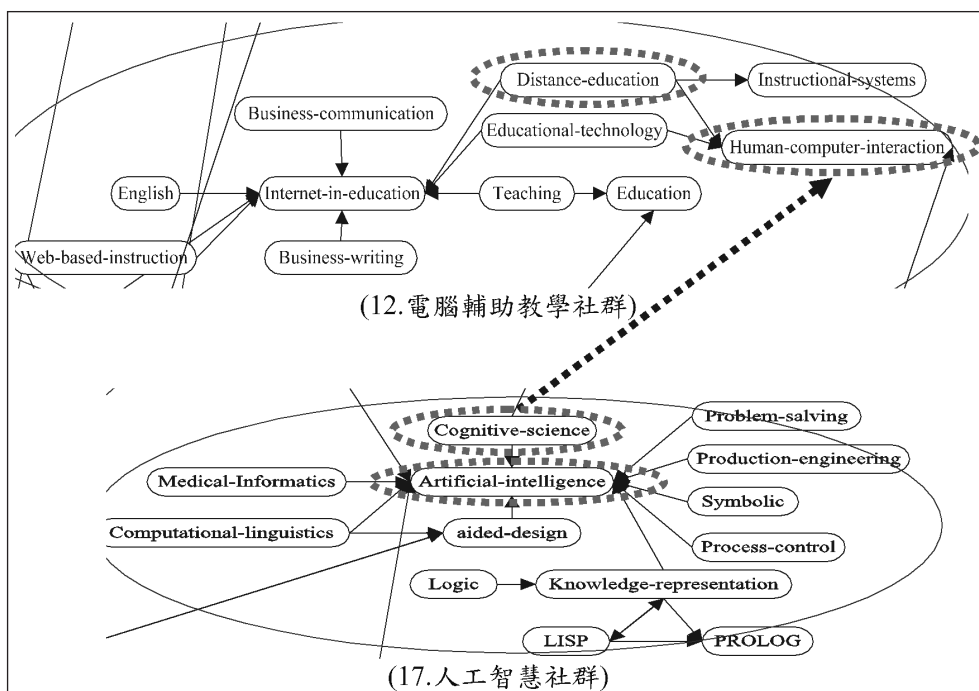 Distance-education
Instructional-systems
Business-communication
Educational-technology
Human-computer-interaction
English
Internet-in-education
Teaching
Education
Web-based-instruction
Business-writing
(12.電腦輔助教學社群)
Cognitive-science
Problem-salving
Production-engineering
Medical-Informatics
Artificial-intelligence
Symbolic
Computational-linguistics
aided-design
Process-control
Logic
Knowledge-representation
LISP
PROLOG
(17.人工智慧社群)